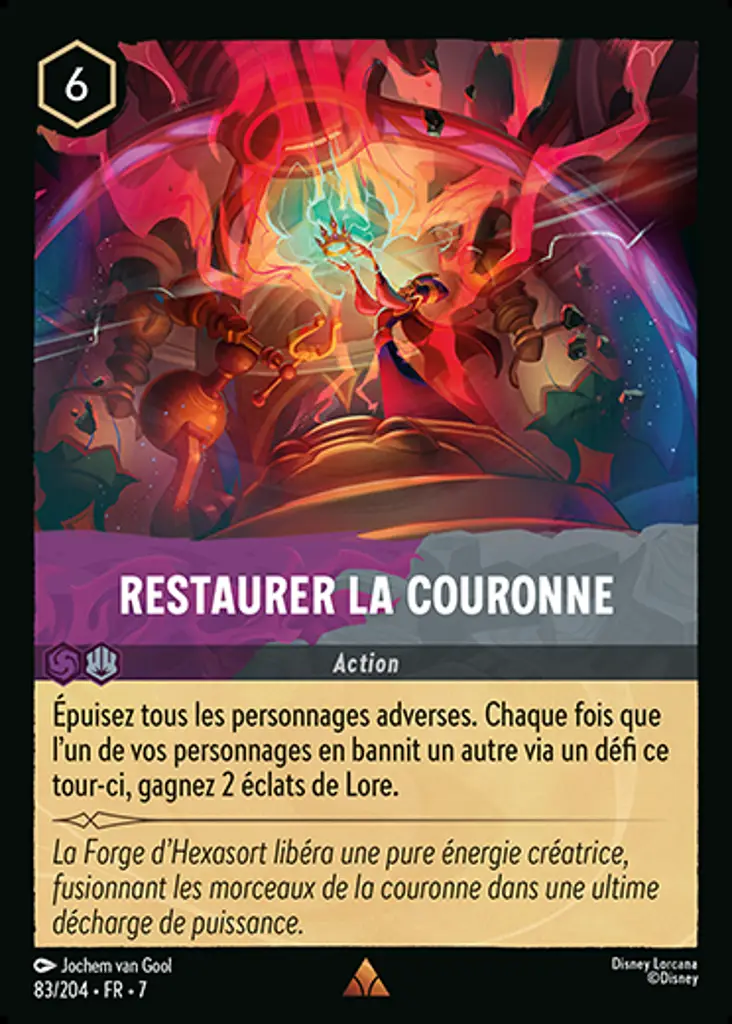 6
RESTAURER LA COURONNE
Action
Épuisez tous les personnages adverses. Chaque fois que
l'un de vos personnages en bannit un autre via un défi ce
tour-ci, gagnez 2 éclats de Lore.
La Forge d'Hexasort libéra une pure énergie créatrice,
fusionnant les morceaux de la couronne dans une ultime
décharge de puissance.
Jochem van Gool
Disney Lorcana
83/204 • FR • 7
©Disney